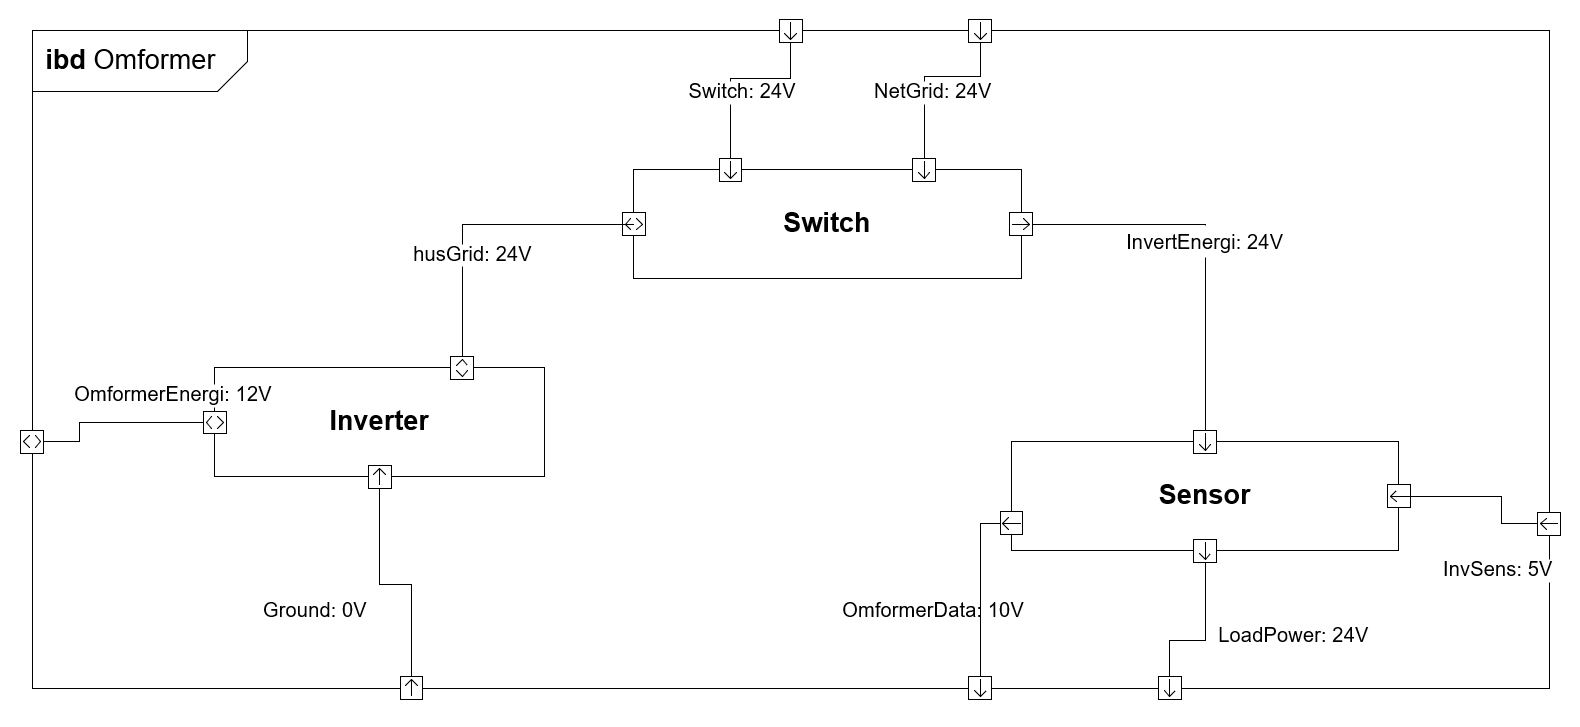 ibd Omformer
Switch: 24V
NetGrid: 24V
Switch
husGrid: 24V
InvertEnergi: 24V
OmformerEnergi: 12V
Inverter
Sensor
InvSens: 5V
Ground: 0V
OmformerData: 10V
LoadPower: 24V